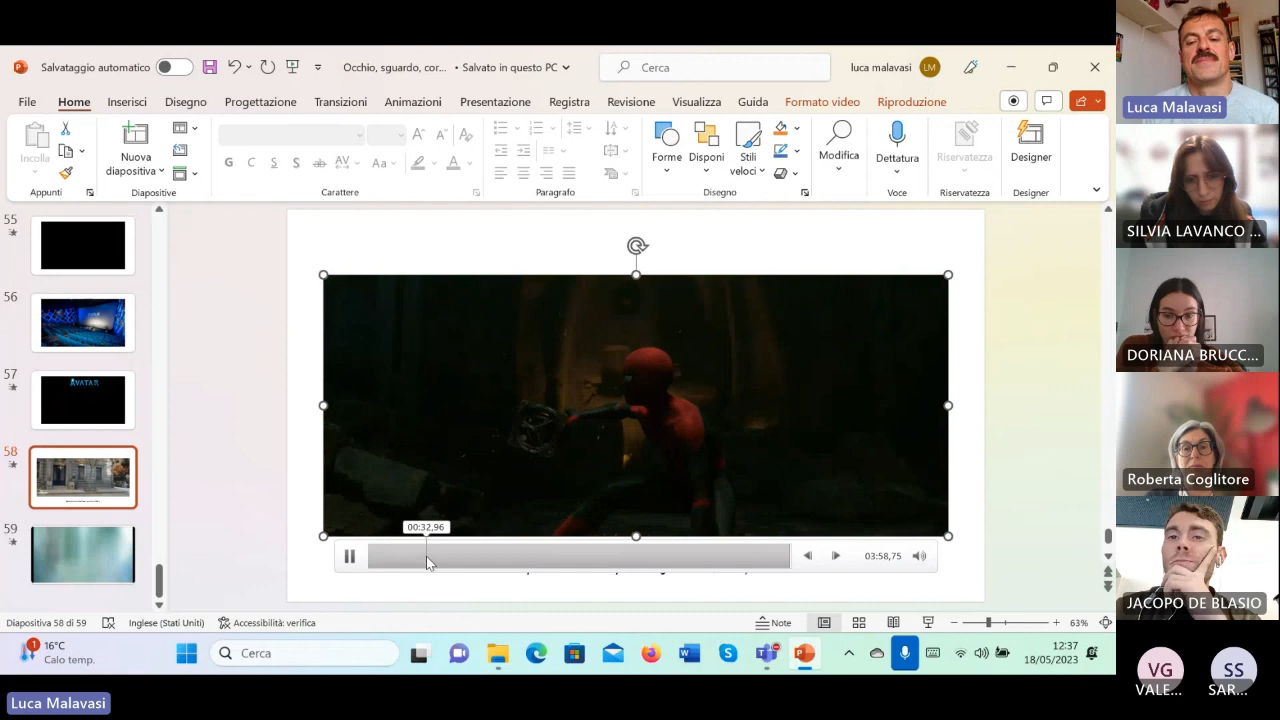 Salvataggio automatico
Occhio, sguardo, cor... • Salvato in questo PC
Cerca
luca malavasi
LM
File Home Inserisci Disegno Progettazione Transizioni Animazioni Presentazione Registra Revisione Visualizza Guida Formato video Riproduzione
Incolla
Nuova
diapositiva
G C S S ab AV Aa A
Forme
Disponi
Stili
veloci
Modifica
Dettatura
Riservatezza
Designer
Appunti
Diapositive
Carattere
Paragrafo
Disegno
Voce
Riservatezza
Designer
55
56
57
AVATAR
58
59
00:32,96
03:58,75
Diapositiva 58 di 59
Inglese (Stati Uniti)
Accessibilità: verifica
Note
63%
1
16°C
Calo temp.
Cerca
12:37
18/05/2023
Luca Malavasi
Luca Malavasi
SILVIA LAVANCO ...
DORIANA BRUCC...
Roberta Coglitore
JACOPO DE BLASIO
VG
VALE...
SS
SAR...